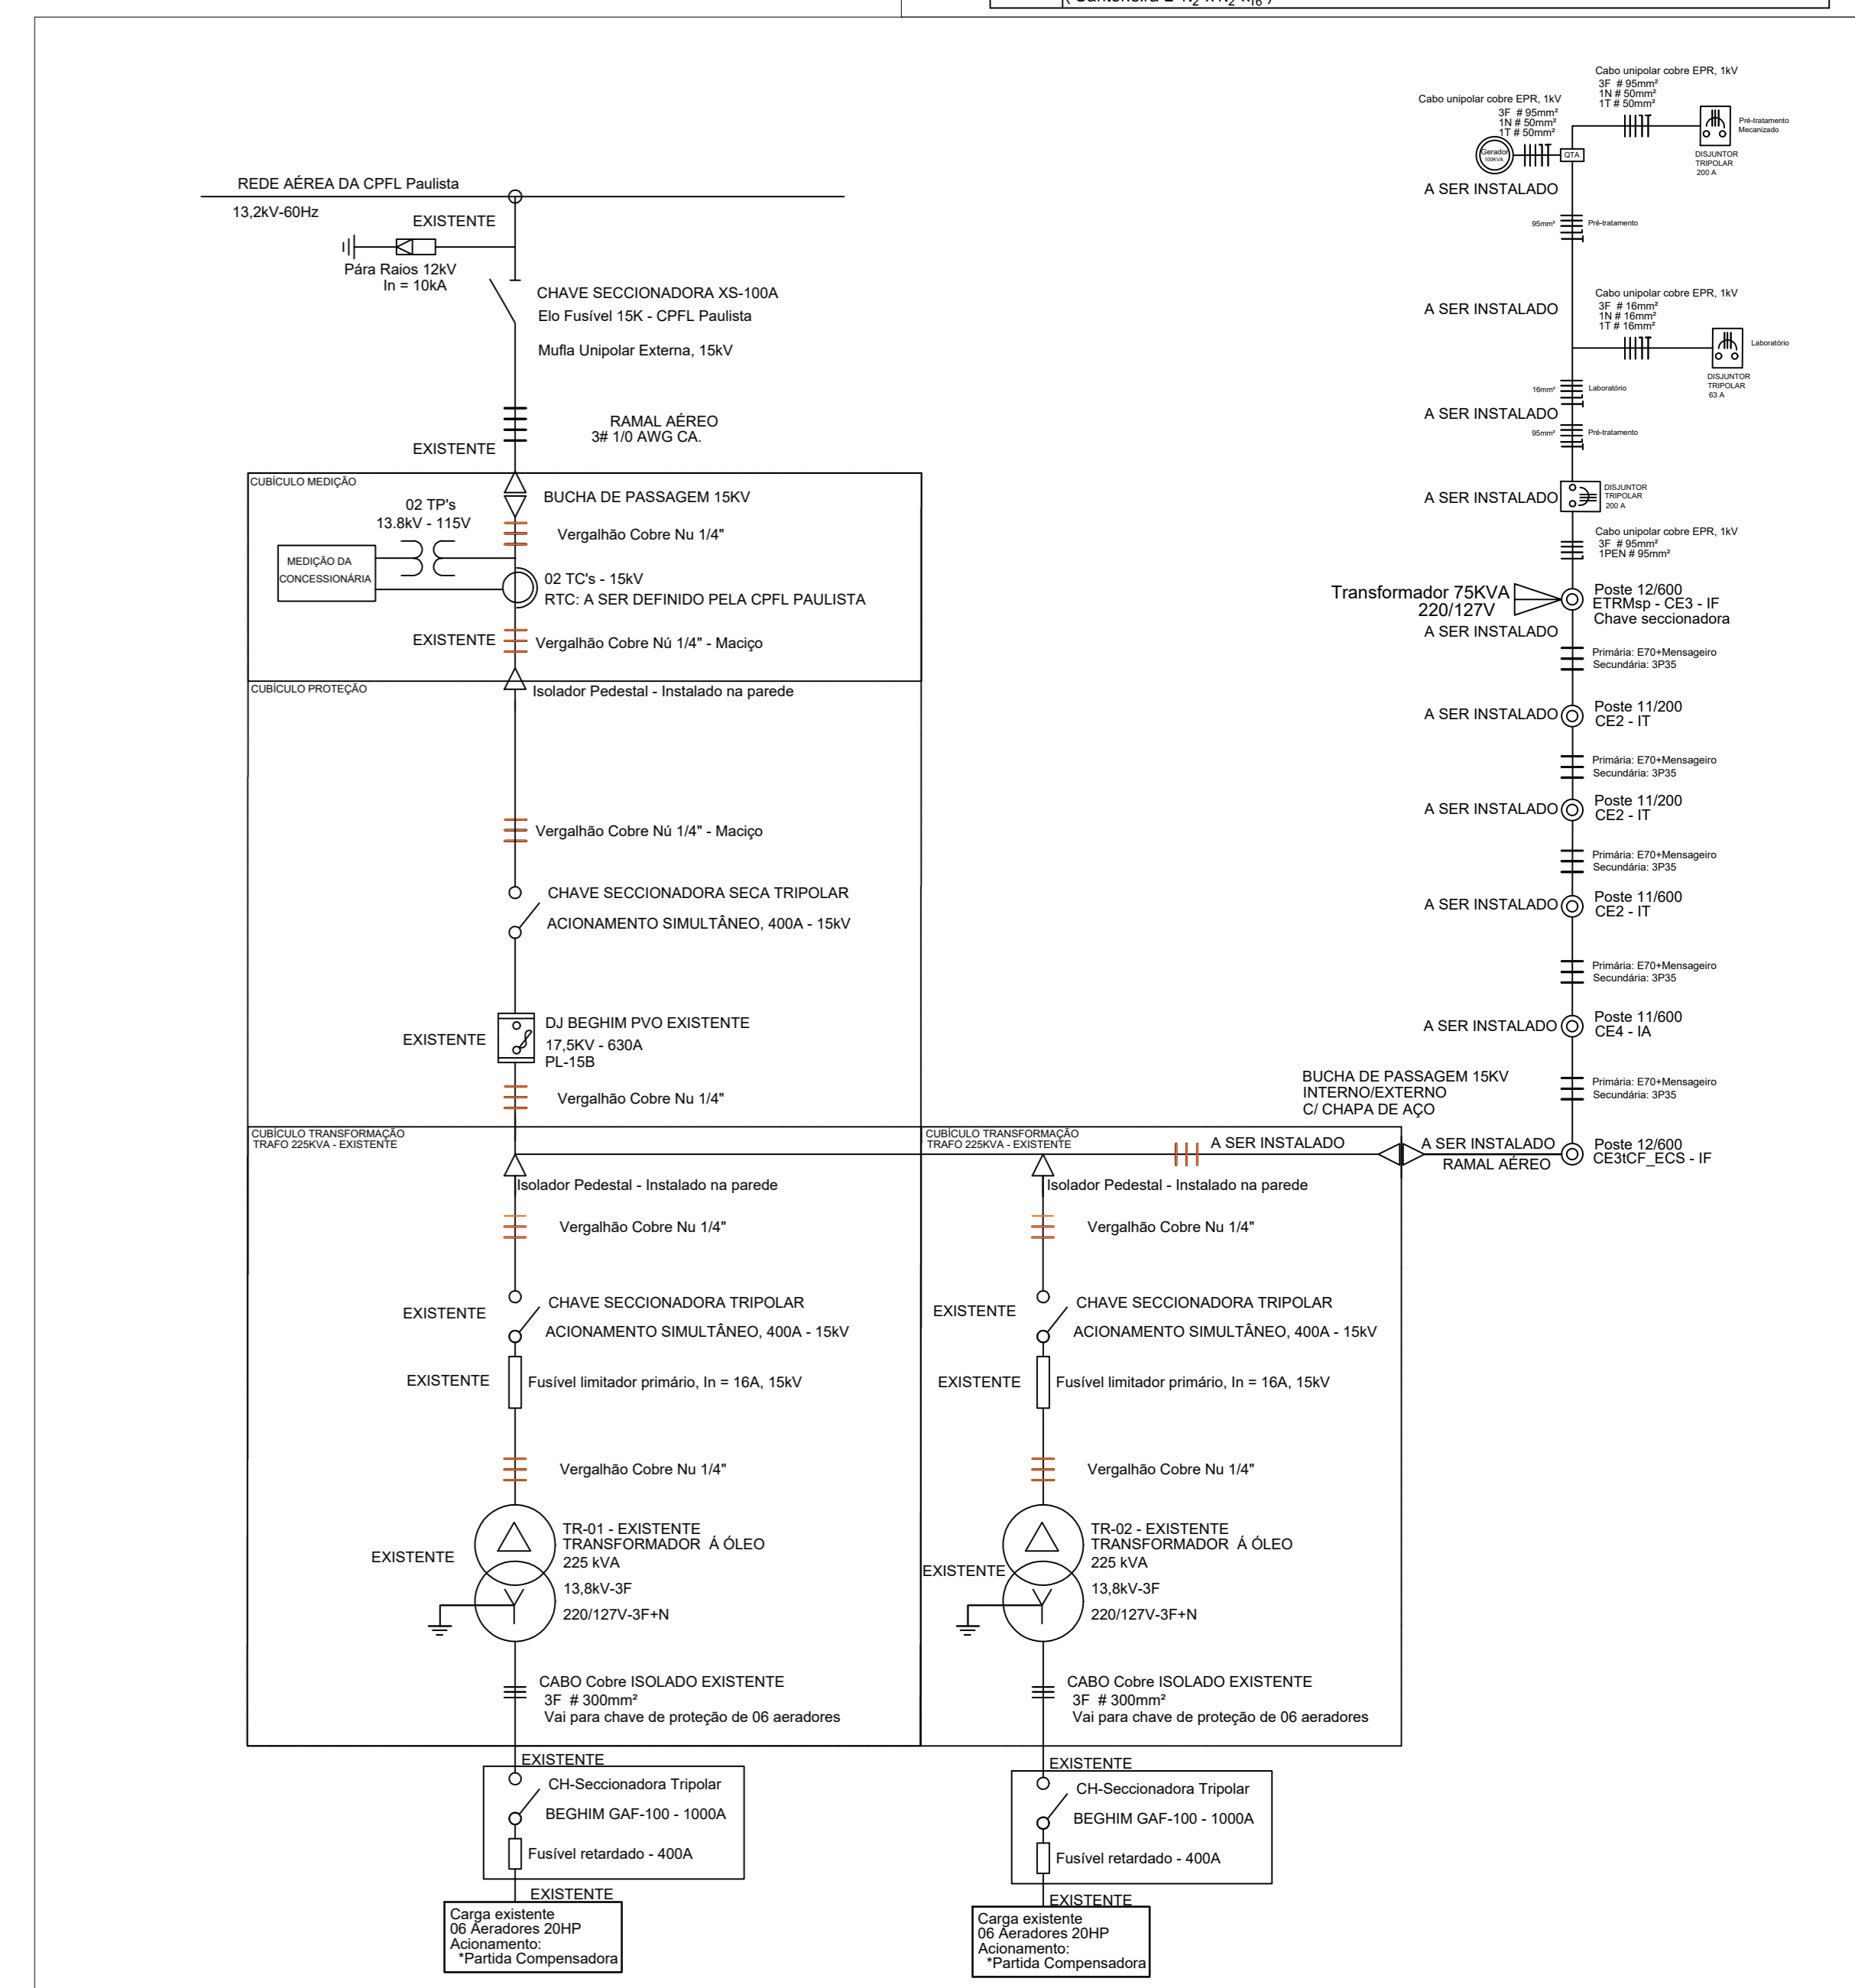 REDE AÉREA DA CPFL Paulista
13,2kV-60Hz
EXISTENTE
Pára Raios 12kV
In = 10kA
CHAVE SECCIONADORA XS-100A
Elo Fusível 15K - CPFL Paulista
Mufla Unipolar Externa, 15kV
RAMAL AÉREO
3# 1/0 AWG CA.
EXISTENTE
CUBÍCULO MEDIÇÃO
BUCHA DE PASSAGEM 15KV
02 TP's
13.8kV - 115V
Vergalhão Cobre Nu 1/4"
MEDIÇÃO DA
CONCESSIONÁRIA
02 TC's - 15kV
RTC: A SER DEFINIDO PELA CPFL PAULISTA
EXISTENTE
Vergalhão Cobre Nú 1/4" - Maciço
CUBÍCULO PROTEÇÃO
Isolador Pedestal - Instalado na parede
Vergalhão Cobre Nú 1/4" - Maciço
CHAVE SECCIONADORA SECA TRIPOLAR
ACIONAMENTO SIMULTÂNEO, 400A - 15kV
EXISTENTE
DJ BEGHIM PVO EXISTENTE
17,5KV - 630A
PL-15B
Vergalhão Cobre Nu 1/4"
CUBÍCULO TRANSFORMAÇÃO
TRAFO 225KVA - EXISTENTE
Isolador Pedestal - Instalado na parede
Vergalhão Cobre Nu 1/4"
EXISTENTE
CHAVE SECCIONADORA TRIPOLAR
ACIONAMENTO SIMULTÂNEO, 400A - 15kV
EXISTENTE
Fusível limitador primário, In = 16A, 15kV
Vergalhão Cobre Nu 1/4"
EXISTENTE
TR-01 - EXISTENTE
TRANSFORMADOR Á ÓLEO
225 kVA
13,8kV-3F
220/127V-3F+N
CABO Cobre ISOLADO EXISTENTE
3F # 300mm²
Vai para chave de proteção de 06 aeradores
EXISTENTE
CH-Seccionadora Tripolar
BEGHIM GAF-100 - 1000A
Fusível retardado - 400A
EXISTENTE
Carga existente
06 Aeradores 20HP
Acionamento:
*Partida Compensadora
CUBÍCULO TRANSFORMAÇÃO
TRAFO 225KVA - EXISTENTE
A SER INSTALADO
Isolador Pedestal - Instalado na parede
Vergalhão Cobre Nu 1/4"
EXISTENTE
CHAVE SECCIONADORA TRIPOLAR
ACIONAMENTO SIMULTÂNEO, 400A - 15kV
EXISTENTE
Fusível limitador primário, In = 16A, 15kV
Vergalhão Cobre Nu 1/4"
EXISTENTE
TR-02 - EXISTENTE
TRANSFORMADOR Á ÓLEO
225 kVA
13,8kV-3F
220/127V-3F+N
CABO Cobre ISOLADO EXISTENTE
3F # 300mm²
Vai para chave de proteção de 06 aeradores
EXISTENTE
CH-Seccionadora Tripolar
BEGHIM GAF-100 - 1000A
Fusível retardado - 400A
EXISTENTE
Carga existente
06 Aeradores 20HP
Acionamento:
*Partida Compensadora
Cabo unipolar cobre EPR, 1kV
3F # 95mm²
1N # 50mm²
1T # 50mm²
Pré-tratamento
Mecanizado
DISJUNTOR
TRIPOLAR
200 A
Cabo unipolar cobre EPR, 1kV
3F # 95mm²
1N # 50mm²
1T # 50mm²
Gerador
100KVA
QTA
A SER INSTALADO
95mm²
Pré-tratamento
A SER INSTALADO
Cabo unipolar cobre EPR, 1kV
3F # 16mm²
1N # 16mm²
1T # 16mm²
Laboratório
DISJUNTOR
TRIPOLAR
63 A
16mm²
Laboratório
A SER INSTALADO
95mm²
Pré-tratamento
A SER INSTALADO
DISJUNTOR
TRIPOLAR
200 A
Cabo unipolar cobre EPR, 1kV
3F # 95mm²
1PEN # 95mm²
Transformador 75KVA
220/127V
A SER INSTALADO
Poste 12/600
ETRMsp - CE3 - IF
Chave seccionadora
Primária: E70+Mensageiro
Secundária: 3P35
A SER INSTALADO
Poste 11/200
CE2 - IT
Primária: E70+Mensageiro
Secundária: 3P35
A SER INSTALADO
Poste 11/200
CE2 - IT
Primária: E70+Mensageiro
Secundária: 3P35
A SER INSTALADO
Poste 11/600
CE2 - IT
Primária: E70+Mensageiro
Secundária: 3P35
A SER INSTALADO
Poste 11/600
CE4 - IA
Primária: E70+Mensageiro
Secundária: 3P35
BUCHA DE PASSAGEM 15KV
INTERNO/EXTERNO
C/ CHAPA DE AÇO
A SER INSTALADO
RAMAL AÉREO
Poste 12/600
CE3tCF_ECS - IF